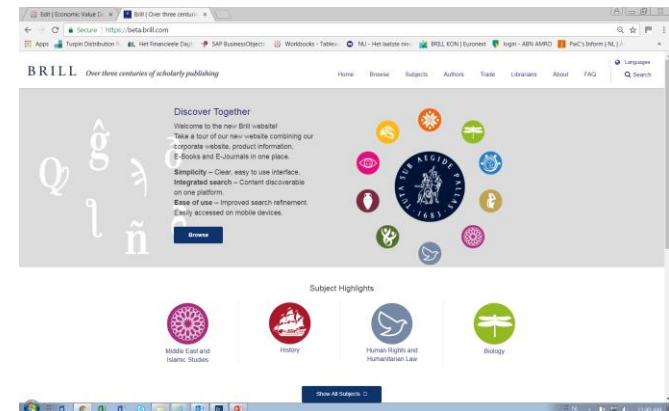 Edit | Economic Value D
Brill | Over three centuri
Secure | https://beta.brill.com
Apps
Turpin Distribution
Het Financieele Dag
SAP BusinessObjects
Workbooks - Tablea
NU - Het laatste nie
BRILL, KON | Euronext
login - ABN AMRO
PwC's Inform | NL |
BRILL Over three centuries of scholarly publishing
Home Browse Subjects Authors Trade Librarians About FAQ
Languages
Search
Discover Together
Welcome to the new Brill website!
Take a tour of our new website combining our
corporate website, product information,
E-Books and E-Journals in one place.
Simplicity – Clear, easy to use interface.
Integrated search – Content discoverable
on one platform.
Ease of use – Improved search refinement.
Easily accessed on mobile devices.
Browse
ĝ
ñ
TUTA SUB AEGIDE PALLAS
·1683·
Subject Highlights
Middle East and
Islamic Studies
History
Human Rights and
Humanitarian Law
Biology
Show All Subjects